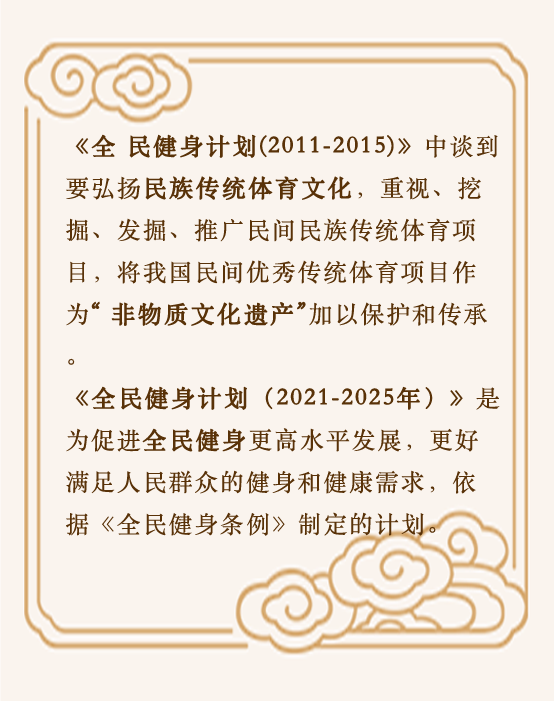 《全 民健身计划(2011-2015)》中谈到
要弘扬民族传统体育文化，重视、挖
掘、发掘、推广民间民族传统体育项
目，将我国民间优秀传统体育项目作
为“ 非物质文化遗产”加以保护和传承
。
《全民健身计划（2021-2025年）》是
为促进全民健身更高水平发展，更好
满足人民群众的健身和健康需求，依
据《全民健身条例》制定的计划。